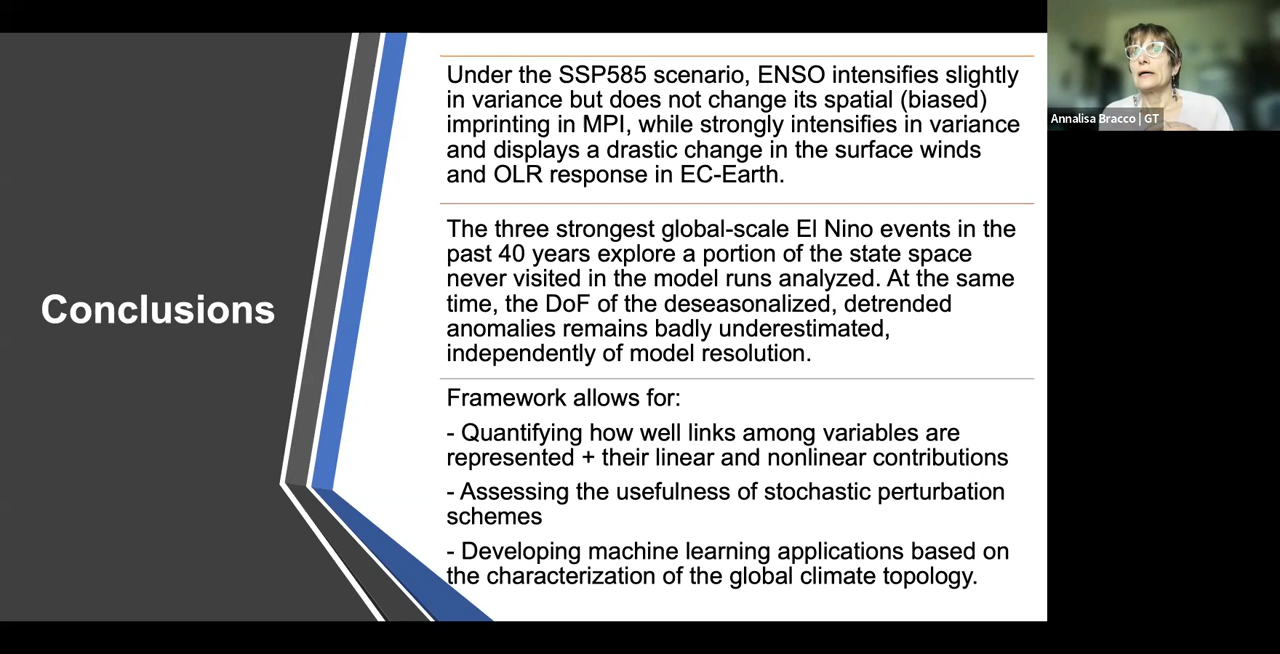 Conclusions
Under the SSP585 scenario, ENSO intensifies slightly
in variance but does not change its spatial (biased)
imprinting in MPI, while strongly intensifies in variance
and displays a drastic change in the surface winds
and OLR response in EC-Earth.
The three strongest global-scale El Nino events in the
past 40 years explore a portion of the state space
never visited in the model runs analyzed. At the same
time, the DoF of the deseasonalized, detrended
anomalies remains badly underestimated,
independently of model resolution.
Framework allows for:
- Quantifying how well links among variables are
represented + their linear and nonlinear contributions
- Assessing the usefulness of stochastic perturbation
schemes
- Developing machine learning applications based on
the characterization of the global climate topology.
Annalisa Bracco | GT